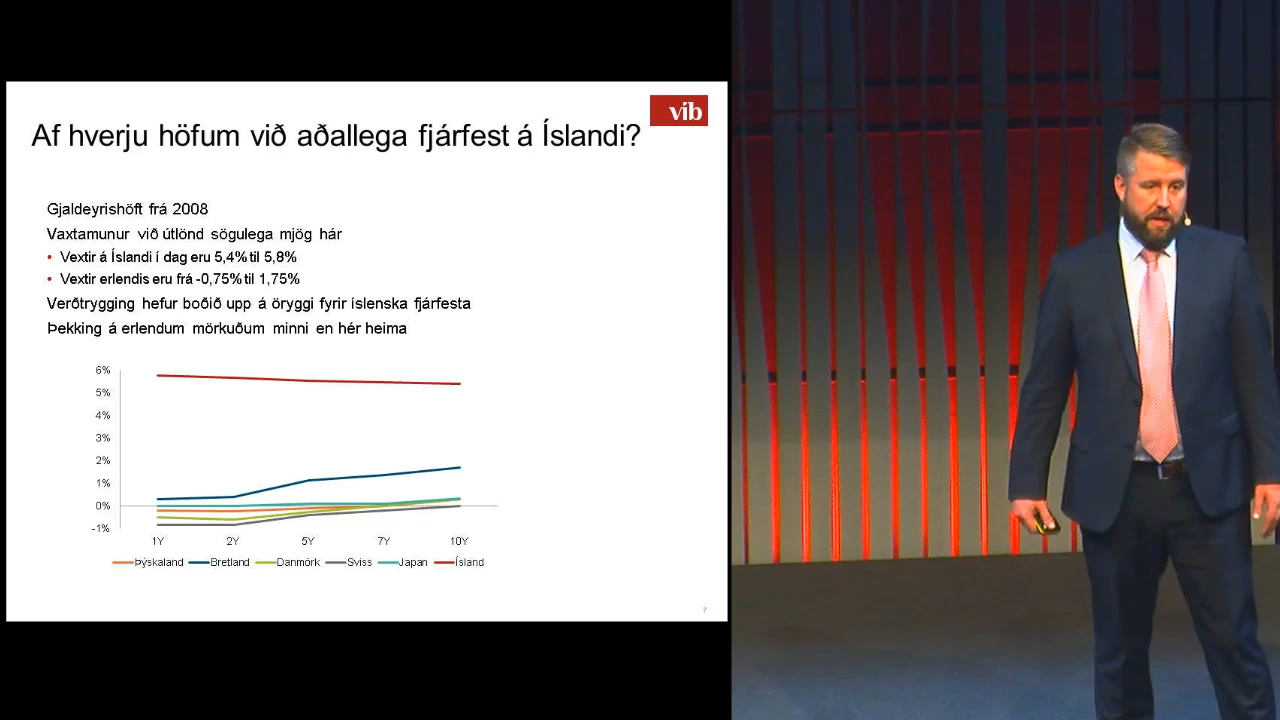 víb
Af hverju höfum við aðallega fjárfest á Íslandi?
Gjaldeyrishöft frá 2008
Vaxtamunur við útlönd sögulega mjög hár
• Vextir á Íslandi í dag eru 5,4% til 5,8%
• Vextir erlendis eru frá -0,75% til 1,75%
Verðtrygging hefur boðið upp á öryggi fyrir íslenska fjárfesta
Þekking á erlendum mörkuðum minni en hér heima
6%
5%
4%
3%
2%
1%
0%
-1%
1Y 2Y 5Y 7Y 10Y
Þýskaland Bretland Danmörk Sviss Japan Ísland
7